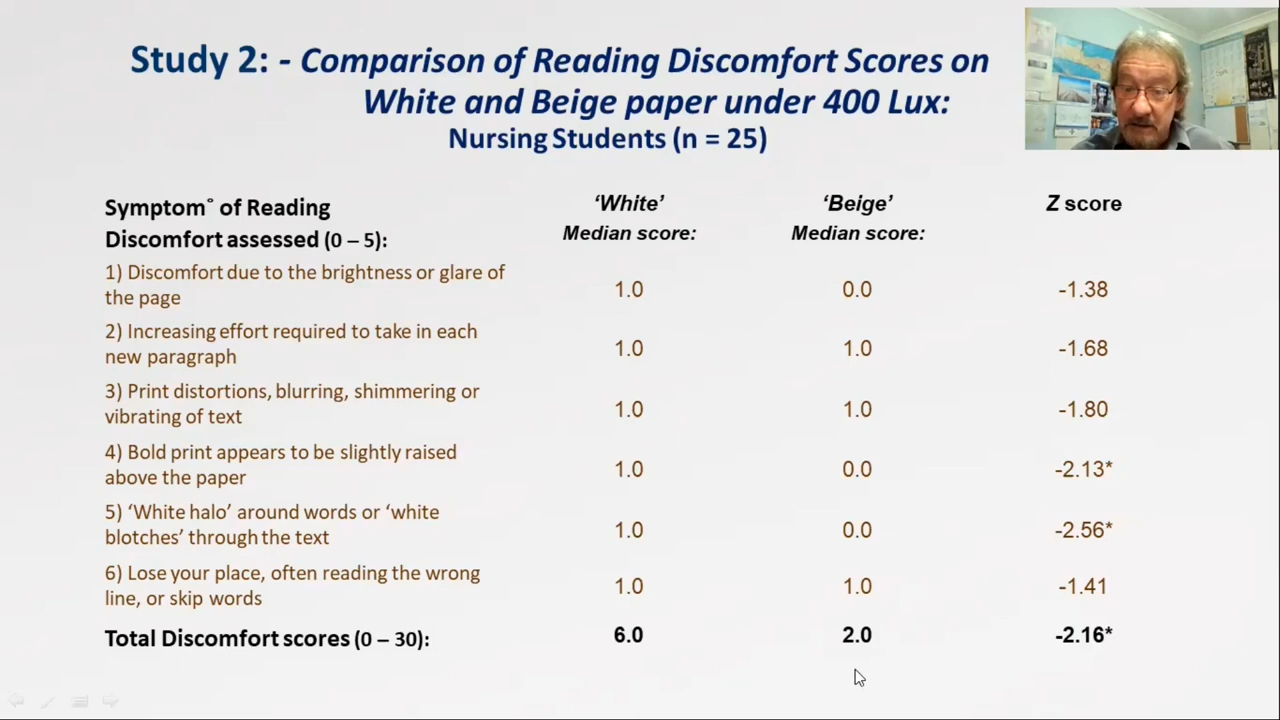 Study 2: - Comparison of Reading Discomfort Scores on
White and Beige paper under 400 Lux:
Nursing Students (n = 25)
Symptom° of Reading
Discomfort assessed (0 – 5):
‘White’
Median score:
‘Beige’
Median score:
Z score
1) Discomfort due to the brightness or glare of
the page
1.0 0.0 -1.38
2) Increasing effort required to take in each
new paragraph
1.0 1.0 -1.68
3) Print distortions, blurring, shimmering or
vibrating of text
1.0 1.0 -1.80
4) Bold print appears to be slightly raised
above the paper
1.0 0.0 -2.13*
5) ‘White halo’ around words or ‘white
blotches’ through the text
1.0 0.0 -2.56*
6) Lose your place, often reading the wrong
line, or skip words
1.0 1.0 -1.41
Total Discomfort scores (0 – 30): 6.0 2.0 -2.16*